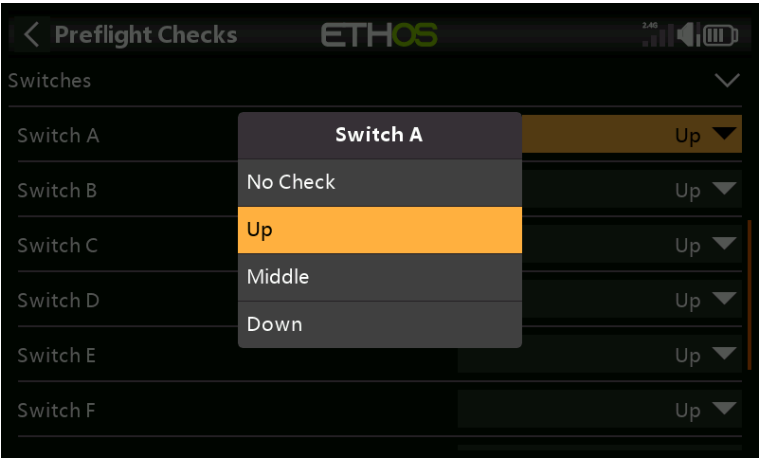 Preflight Checks ETHOS 2.4G
Switches
Switch A Up
Switch B Up
Switch C Up
Switch D Up
Switch E Up
Switch F Up
Switch A
No Check
Up
Middle
Down